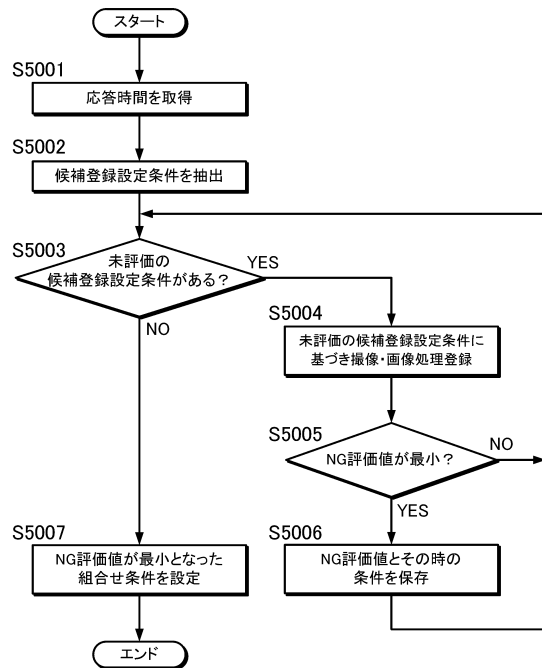 スタート
S5001
応答時間を取得
S5002
候補登録設定条件を抽出
S5003
未評価の
候補登録設定条件がある?
YES
NO
S5004
未評価の候補登録設定条件に
基づき撮像・画像処理登録
S5005
NG評価値が最小?
NO
YES
S5006
NG評価値とその時の
条件を保存
S5007
NG評価値が最小となった
組合せ条件を設定
エンド